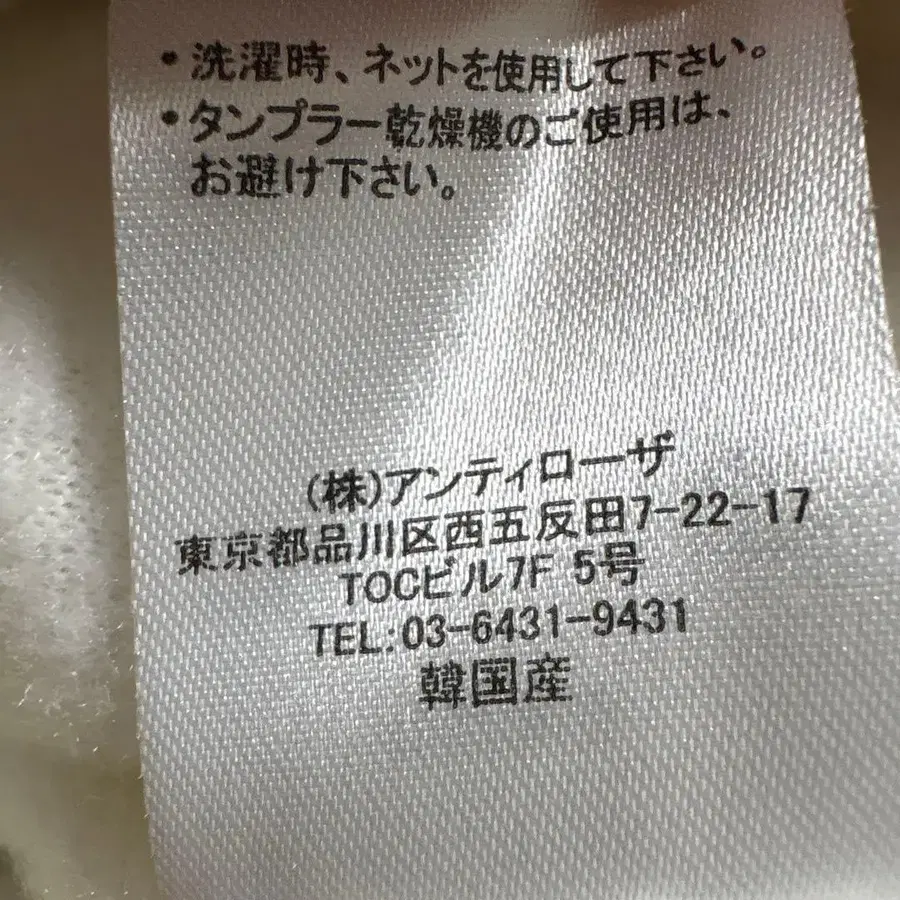 ・洗濯時、ネットを使用して下さい。
・タンブラー乾燥機のご使用は、
お避け下さい。
(株)アンティローザ
東京都品川区西五反田7-22-17
TOCビル7F 5号
TEL:03-6431-9431
韓国産